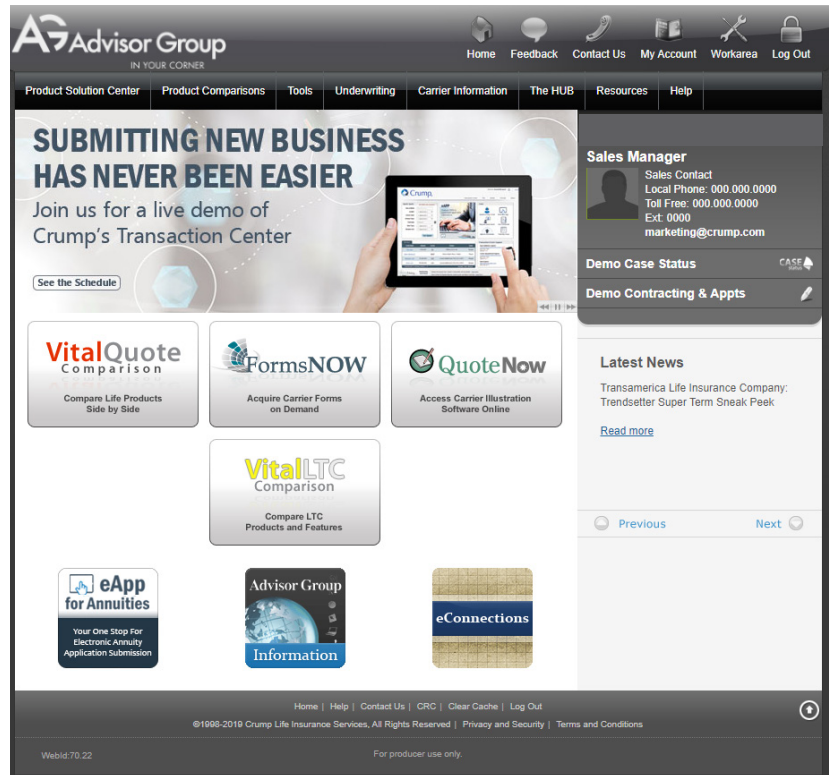 AG Advisor Group
IN YOUR CORNER
Home Feedback Contact Us My Account Workarea Log Out
Product Solution Center Product Comparisons Tools Underwriting Carrier Information The HUB Resources Help
SUBMITTING NEW BUSINESS
HAS NEVER BEEN EASIER
Join us for a live demo of
Crump's Transaction Center
See the Schedule
Crump
Sales Manager
Sales Contact
Local Phone: 000.000.0000
Toll Free: 000.000.0000
Ext: 0000
marketing@crump.com
Demo Case Status
CASE
Demo Contracting & Appts
VitalQuote
Comparison
Compare Life Products
Side by Side
FormsNOW
Acquire Carrier Forms
on Demand
QuoteNow
Access Carrier Illustration
Software Online
VitalLTC
Comparison
Compare LTC
Products and Features
Latest News
Transamerica Life Insurance Company:
Trendsetter Super Term Sneak Peek
Read more
Previous Next
eApp
for Annuities
Your One Stop For
Electronic Annuity
Application Submission
Advisor Group
Information
eConnections
Home | Help | Contact Us | CRC | Clear Cache | Log Out
©1998-2019 Crump Life Insurance Services, All Rights Reserved | Privacy and Security | Terms and Conditions
WebId:70.22
For producer use only.